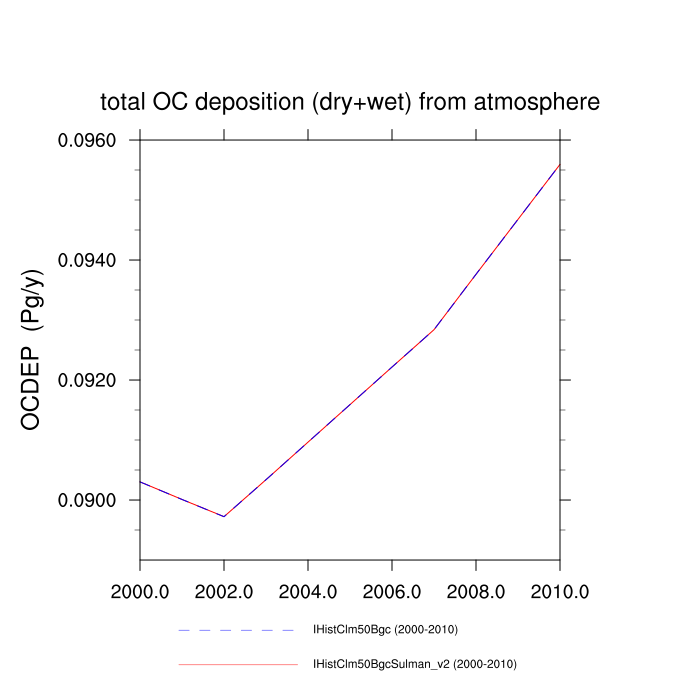 total OC deposition (dry+wet) from atmosphere
0.0960
0.0940
0.0920
0.0900
OCDEP (Pg/y)
2000.0 2002.0 2004.0 2006.0 2008.0 2010.0
IHistClm50Bgc (2000-2010)
IHistClm50BgcSulman_v2 (2000-2010)